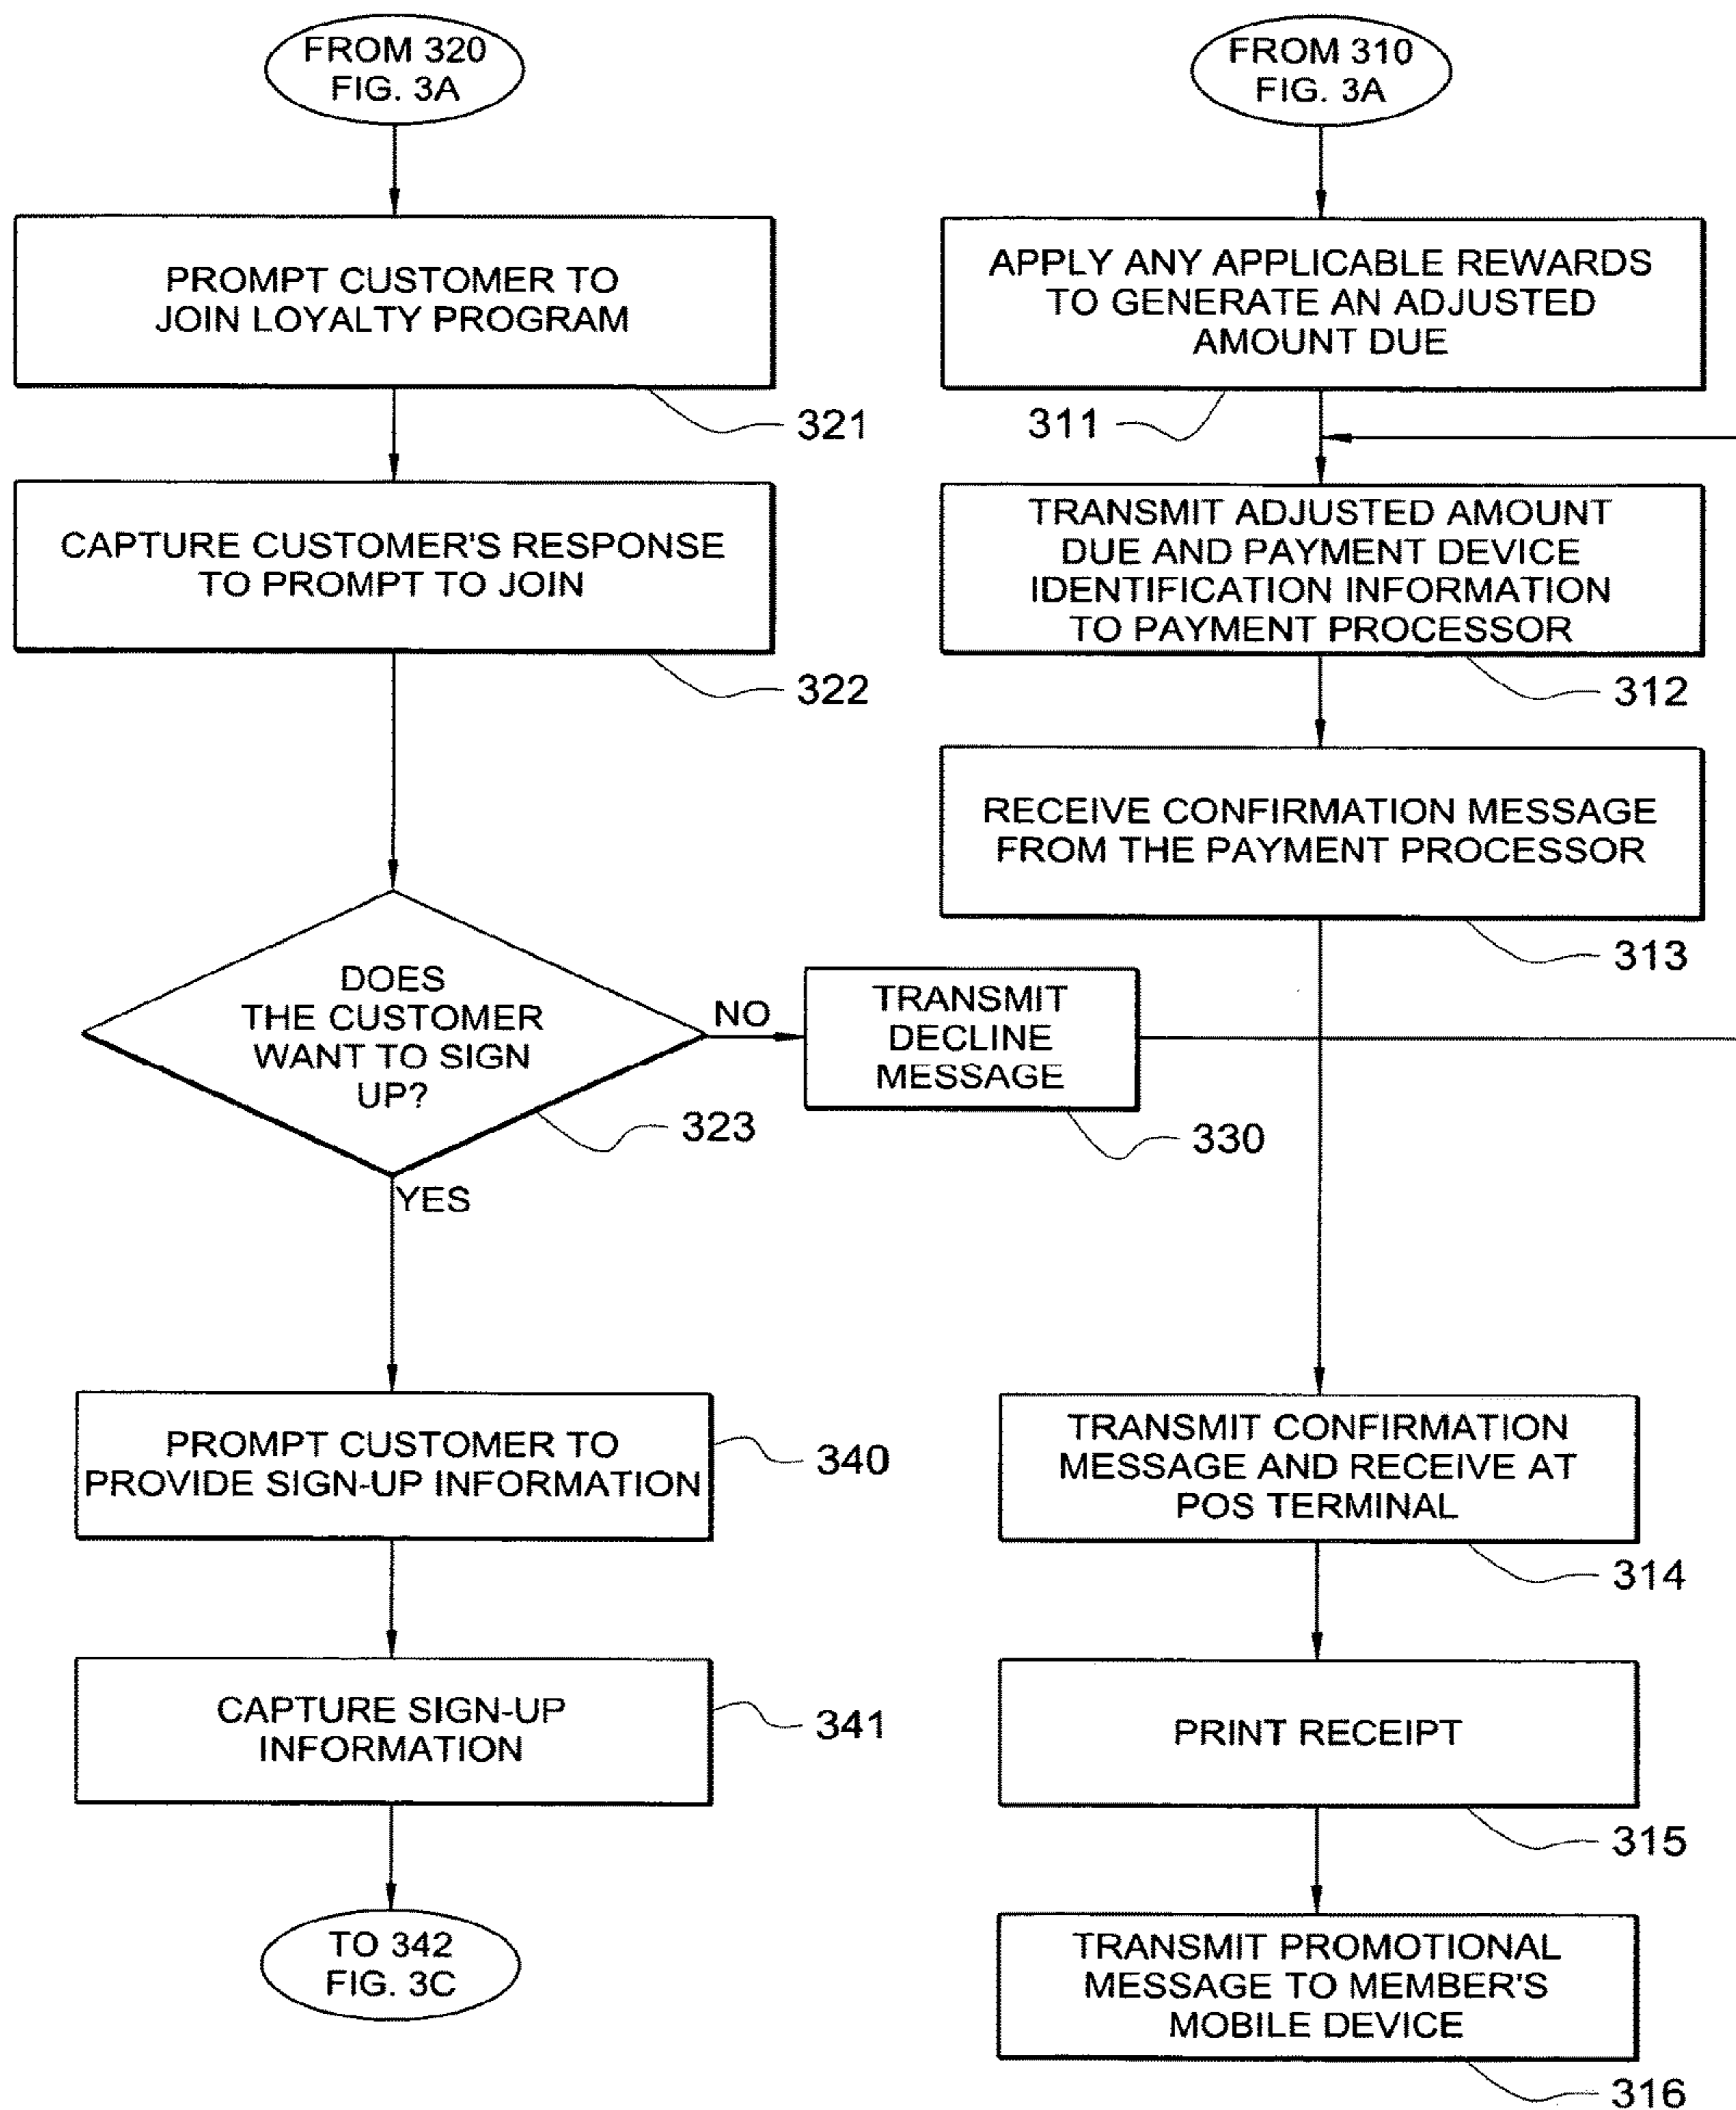 FROM 320
FIG. 3A
PROMPT CUSTOMER TO
JOIN LOYALTY PROGRAM
321
CAPTURE CUSTOMER'S RESPONSE
TO PROMPT TO JOIN
322
DOES
THE CUSTOMER
WANT TO SIGN
UP?
323
NO
TRANSMIT
DECLINE
MESSAGE
330
YES
PROMPT CUSTOMER TO
PROVIDE SIGN-UP INFORMATION
340
CAPTURE SIGN-UP
INFORMATION
341
TO 342
FIG. 3C
FROM 310
FIG. 3A
APPLY ANY APPLICABLE REWARDS
TO GENERATE AN ADJUSTED
AMOUNT DUE
311
TRANSMIT ADJUSTED AMOUNT
DUE AND PAYMENT DEVICE
IDENTIFICATION INFORMATION
TO PAYMENT PROCESSOR
312
RECEIVE CONFIRMATION MESSAGE
FROM THE PAYMENT PROCESSOR
313
TRANSMIT CONFIRMATION
MESSAGE AND RECEIVE AT
POS TERMINAL
314
PRINT RECEIPT
315
TRANSMIT PROMOTIONAL
MESSAGE TO MEMBER'S
MOBILE DEVICE
316